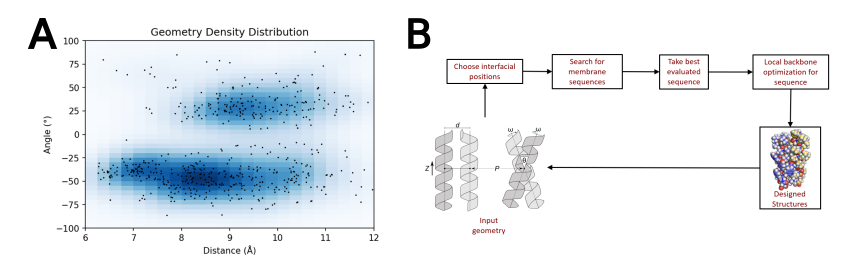 A
Geometry Density Distribution
100
75
50
25
0
−25
−50
−75
−100
Angle (°)
6
7
8
9
10
11
12
Distance (Å)
B
Choose interfacial
positions
Search for
membrane
sequences
Take best
evaluated
sequence
Local backbone
optimization for
sequence
d
ω
ω
α
Z
P
Input
geometry
Designed
Structures